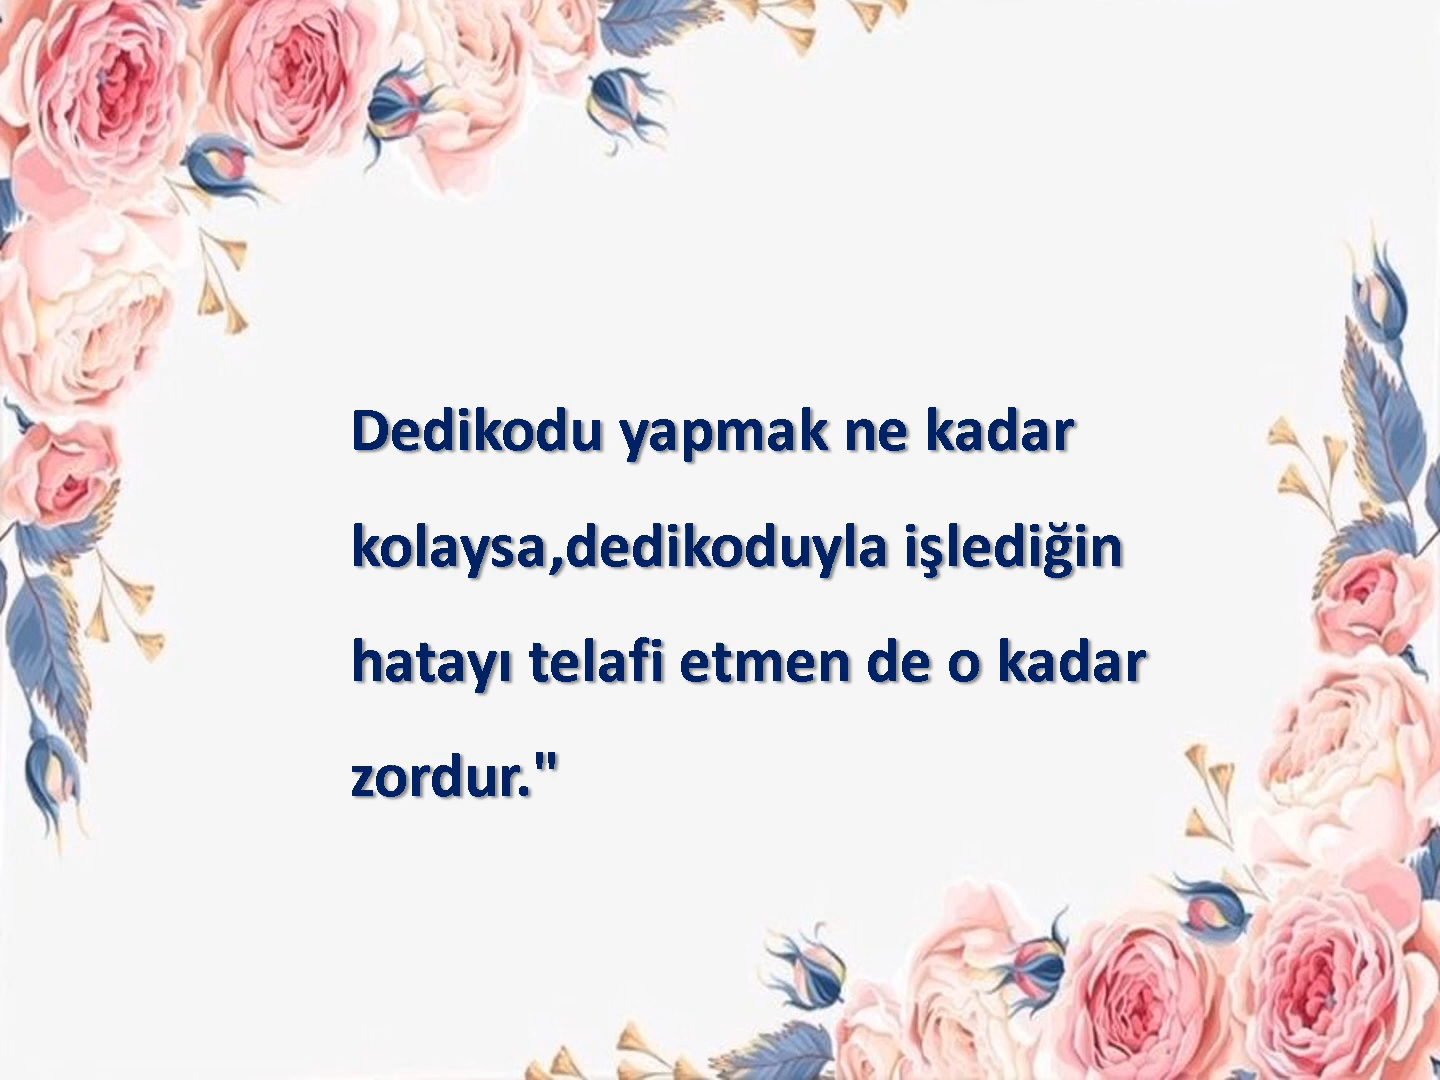 Dedikodu yapmak ne kadar
kolaysa,dedikoduyla işlediğin
hatayı telafi etmen de o kadar
zordur."